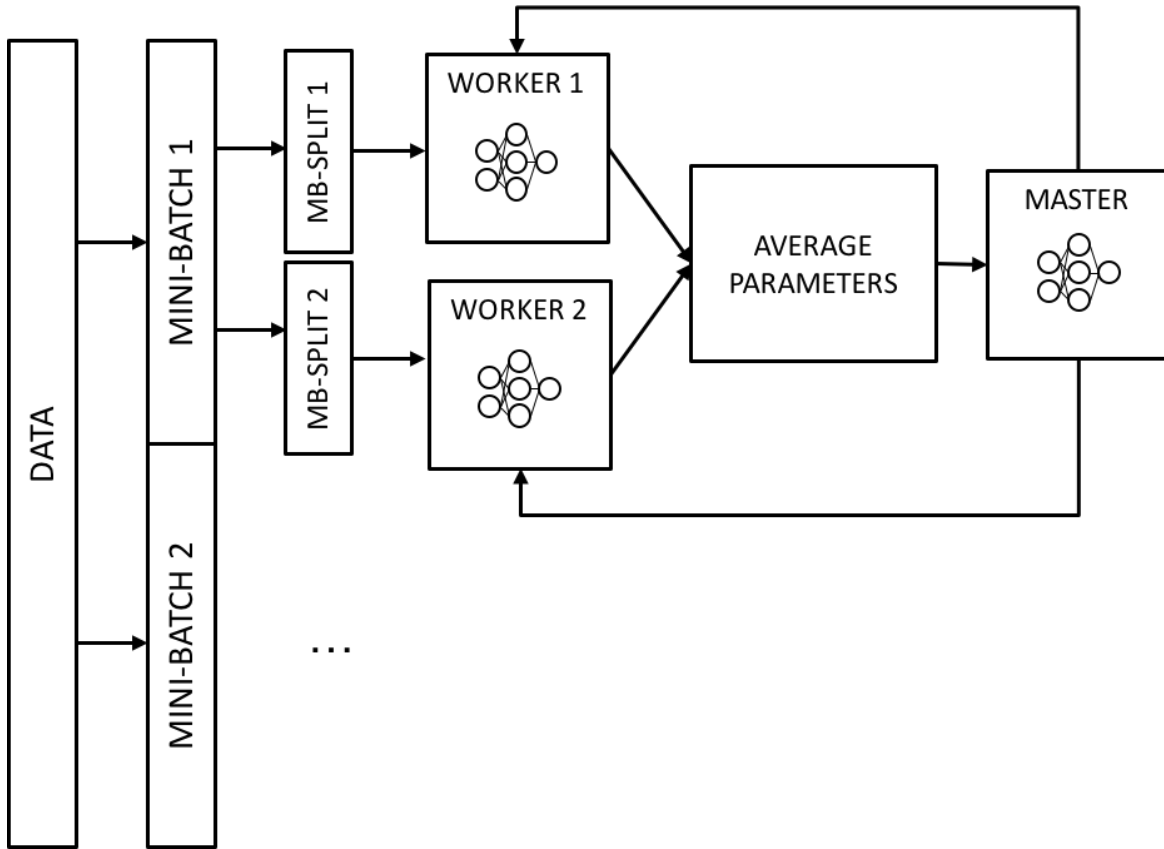 DATA
MINI-BATCH 1
MINI-BATCH 2
MB-SPLIT 1
MB-SPLIT 2
WORKER 1
WORKER 2
AVERAGE
PARAMETERS
MASTER
...